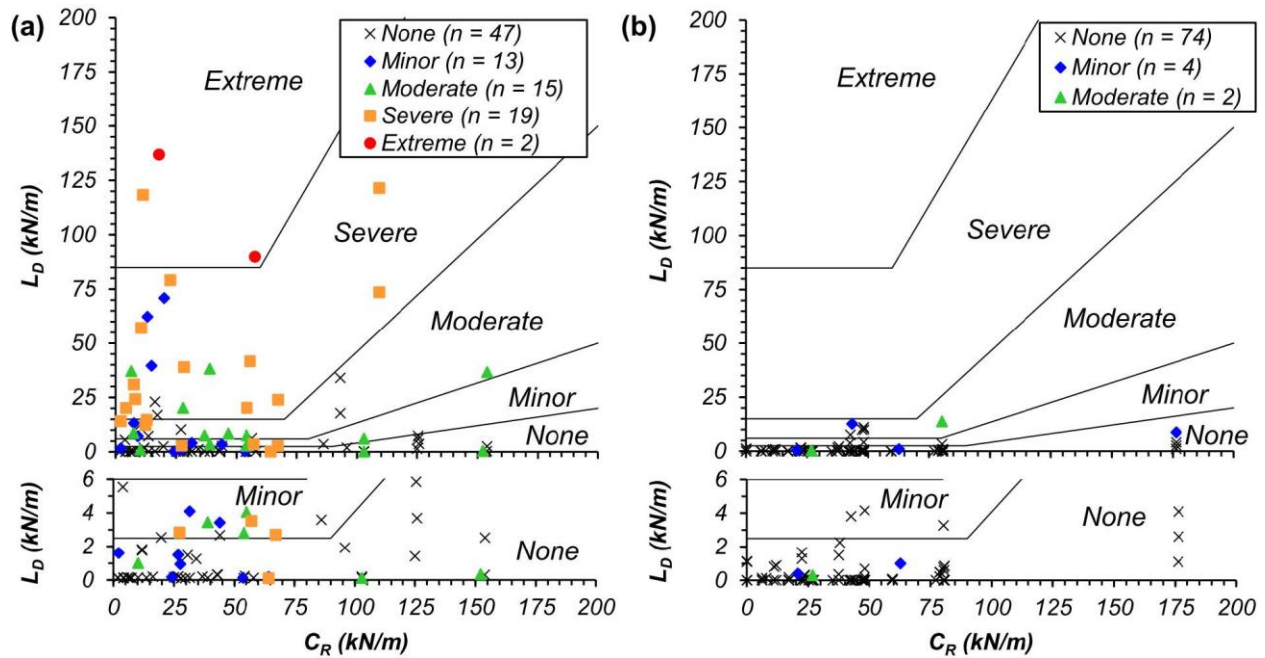 (a)
200
175
150
125
100
75
50
25
0
L_D (kN/m)
None (n = 47)
Minor (n = 13)
Moderate (n = 15)
Severe (n = 19)
Extreme (n = 2)
Extreme
Severe
Moderate
Minor
None
6
4
2
0
L_D (kN/m)
Minor
None
0 25 50 75 100 125 150 175 200
C_R (kN/m)
(b)
200
175
150
125
100
75
50
25
0
L_D (kN/m)
None (n = 74)
Minor (n = 4)
Moderate (n = 2)
Extreme
Severe
Moderate
Minor
None
6
4
2
0
L_D (kN/m)
Minor
None
0 25 50 75 100 125 150 175 200
C_R (kN/m)